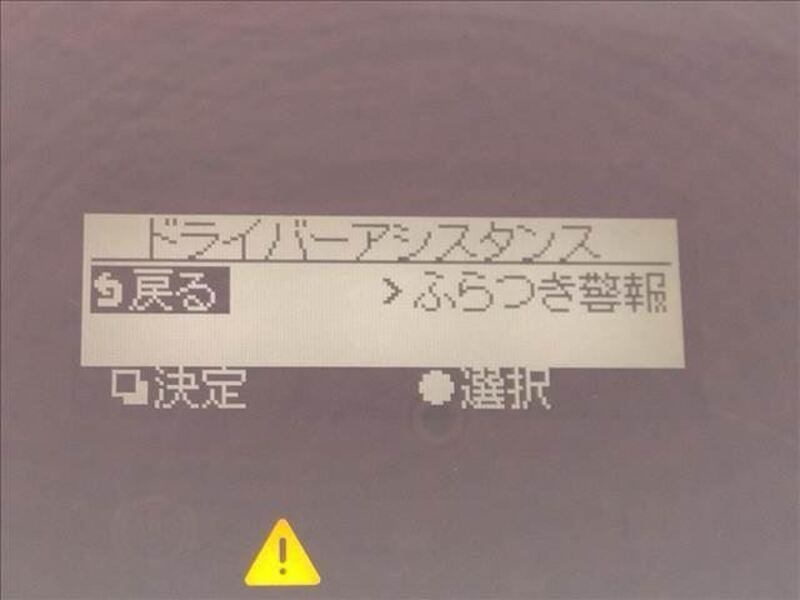 ドライバーアシスタンス
戻る >ふらつき警報
決定 選択
!